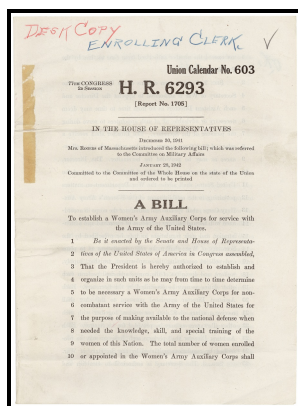 DESK COPY
ENROLLING CLERK. ✓
Union Calendar No. 603
77TH CONGRESS
2D SESSION
H. R. 6293
[Report No. 1705]
IN THE HOUSE OF REPRESENTATIVES
DECEMBER 30, 1941
Mrs. ROGERS of Massachusetts introduced the following bill; which was referred
to the Committee on Military Affairs
JANUARY 28, 1942
Committed to the Committee of the Whole House on the state of the Union
and ordered to be printed
A BILL
To establish a Women's Army Auxiliary Corps for service with
the Army of the United States.
1 Be it enacted by the Senate and House of Representa-
2 tives of the United States of America in Congress assembled,
3 That the President is hereby authorized to establish and
4 organize in such units as he may from time to time determine
5 to be necessary a Women's Army Auxiliary Corps for non-
6 combatant service with the Army of the United States for
7 the purpose of making available to the national defense when
8 needed the knowledge, skill, and special training of the
9 women of this Nation. The total number of women enrolled
10 or appointed in the Women's Army Auxiliary Corps shall